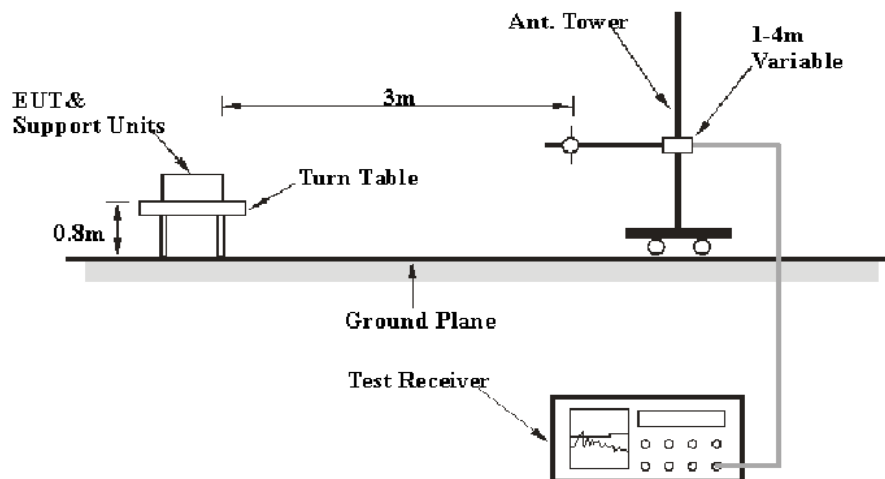 Ant. Tower
1-4m
Variable
3m
EUT&
Support Units
Turn Table
0.8m
Ground Plane
Test Receiver